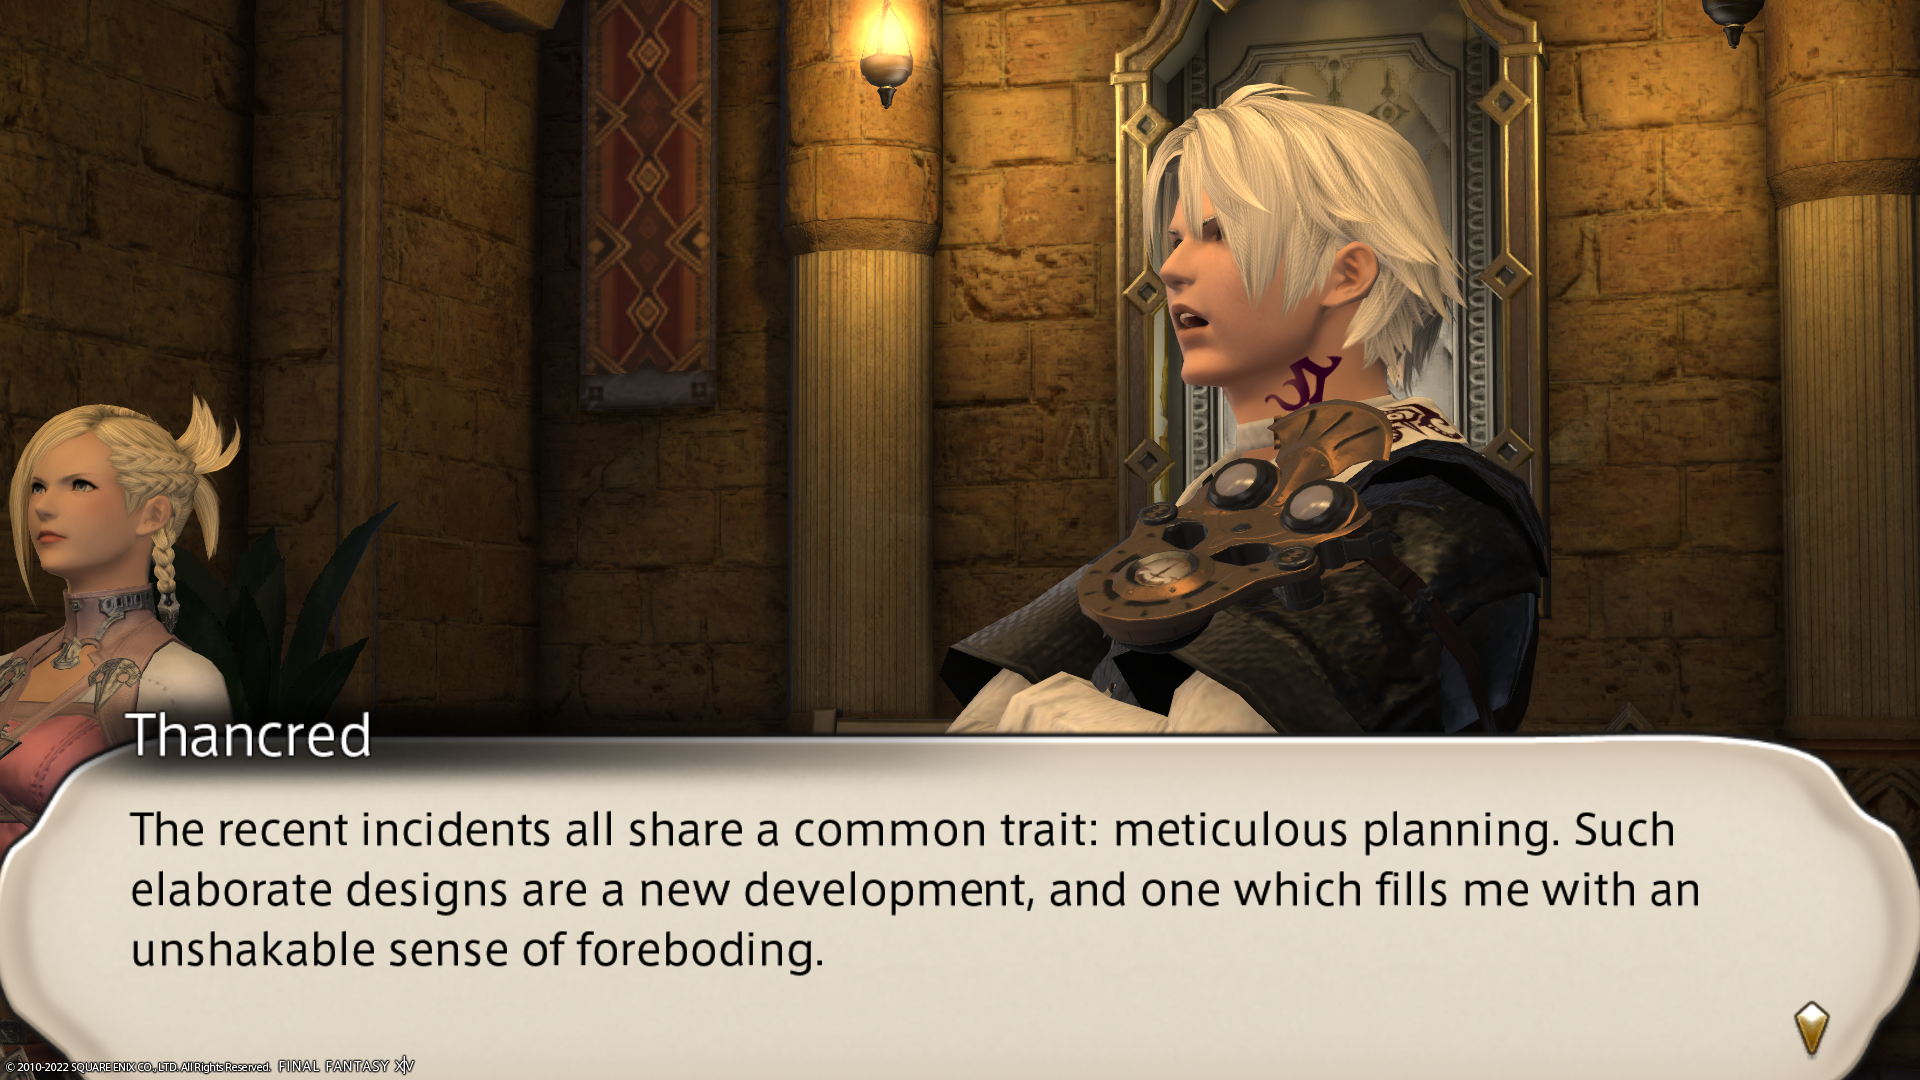 Thancred
The recent incidents all share a common trait: meticulous planning. Such
elaborate designs are a new development, and one which fills me with an
unshakable sense of foreboding.
© 2010-2022 SQUARE ENIX CO., LTD. All Rights Reserved. FINAL FANTASY XIV